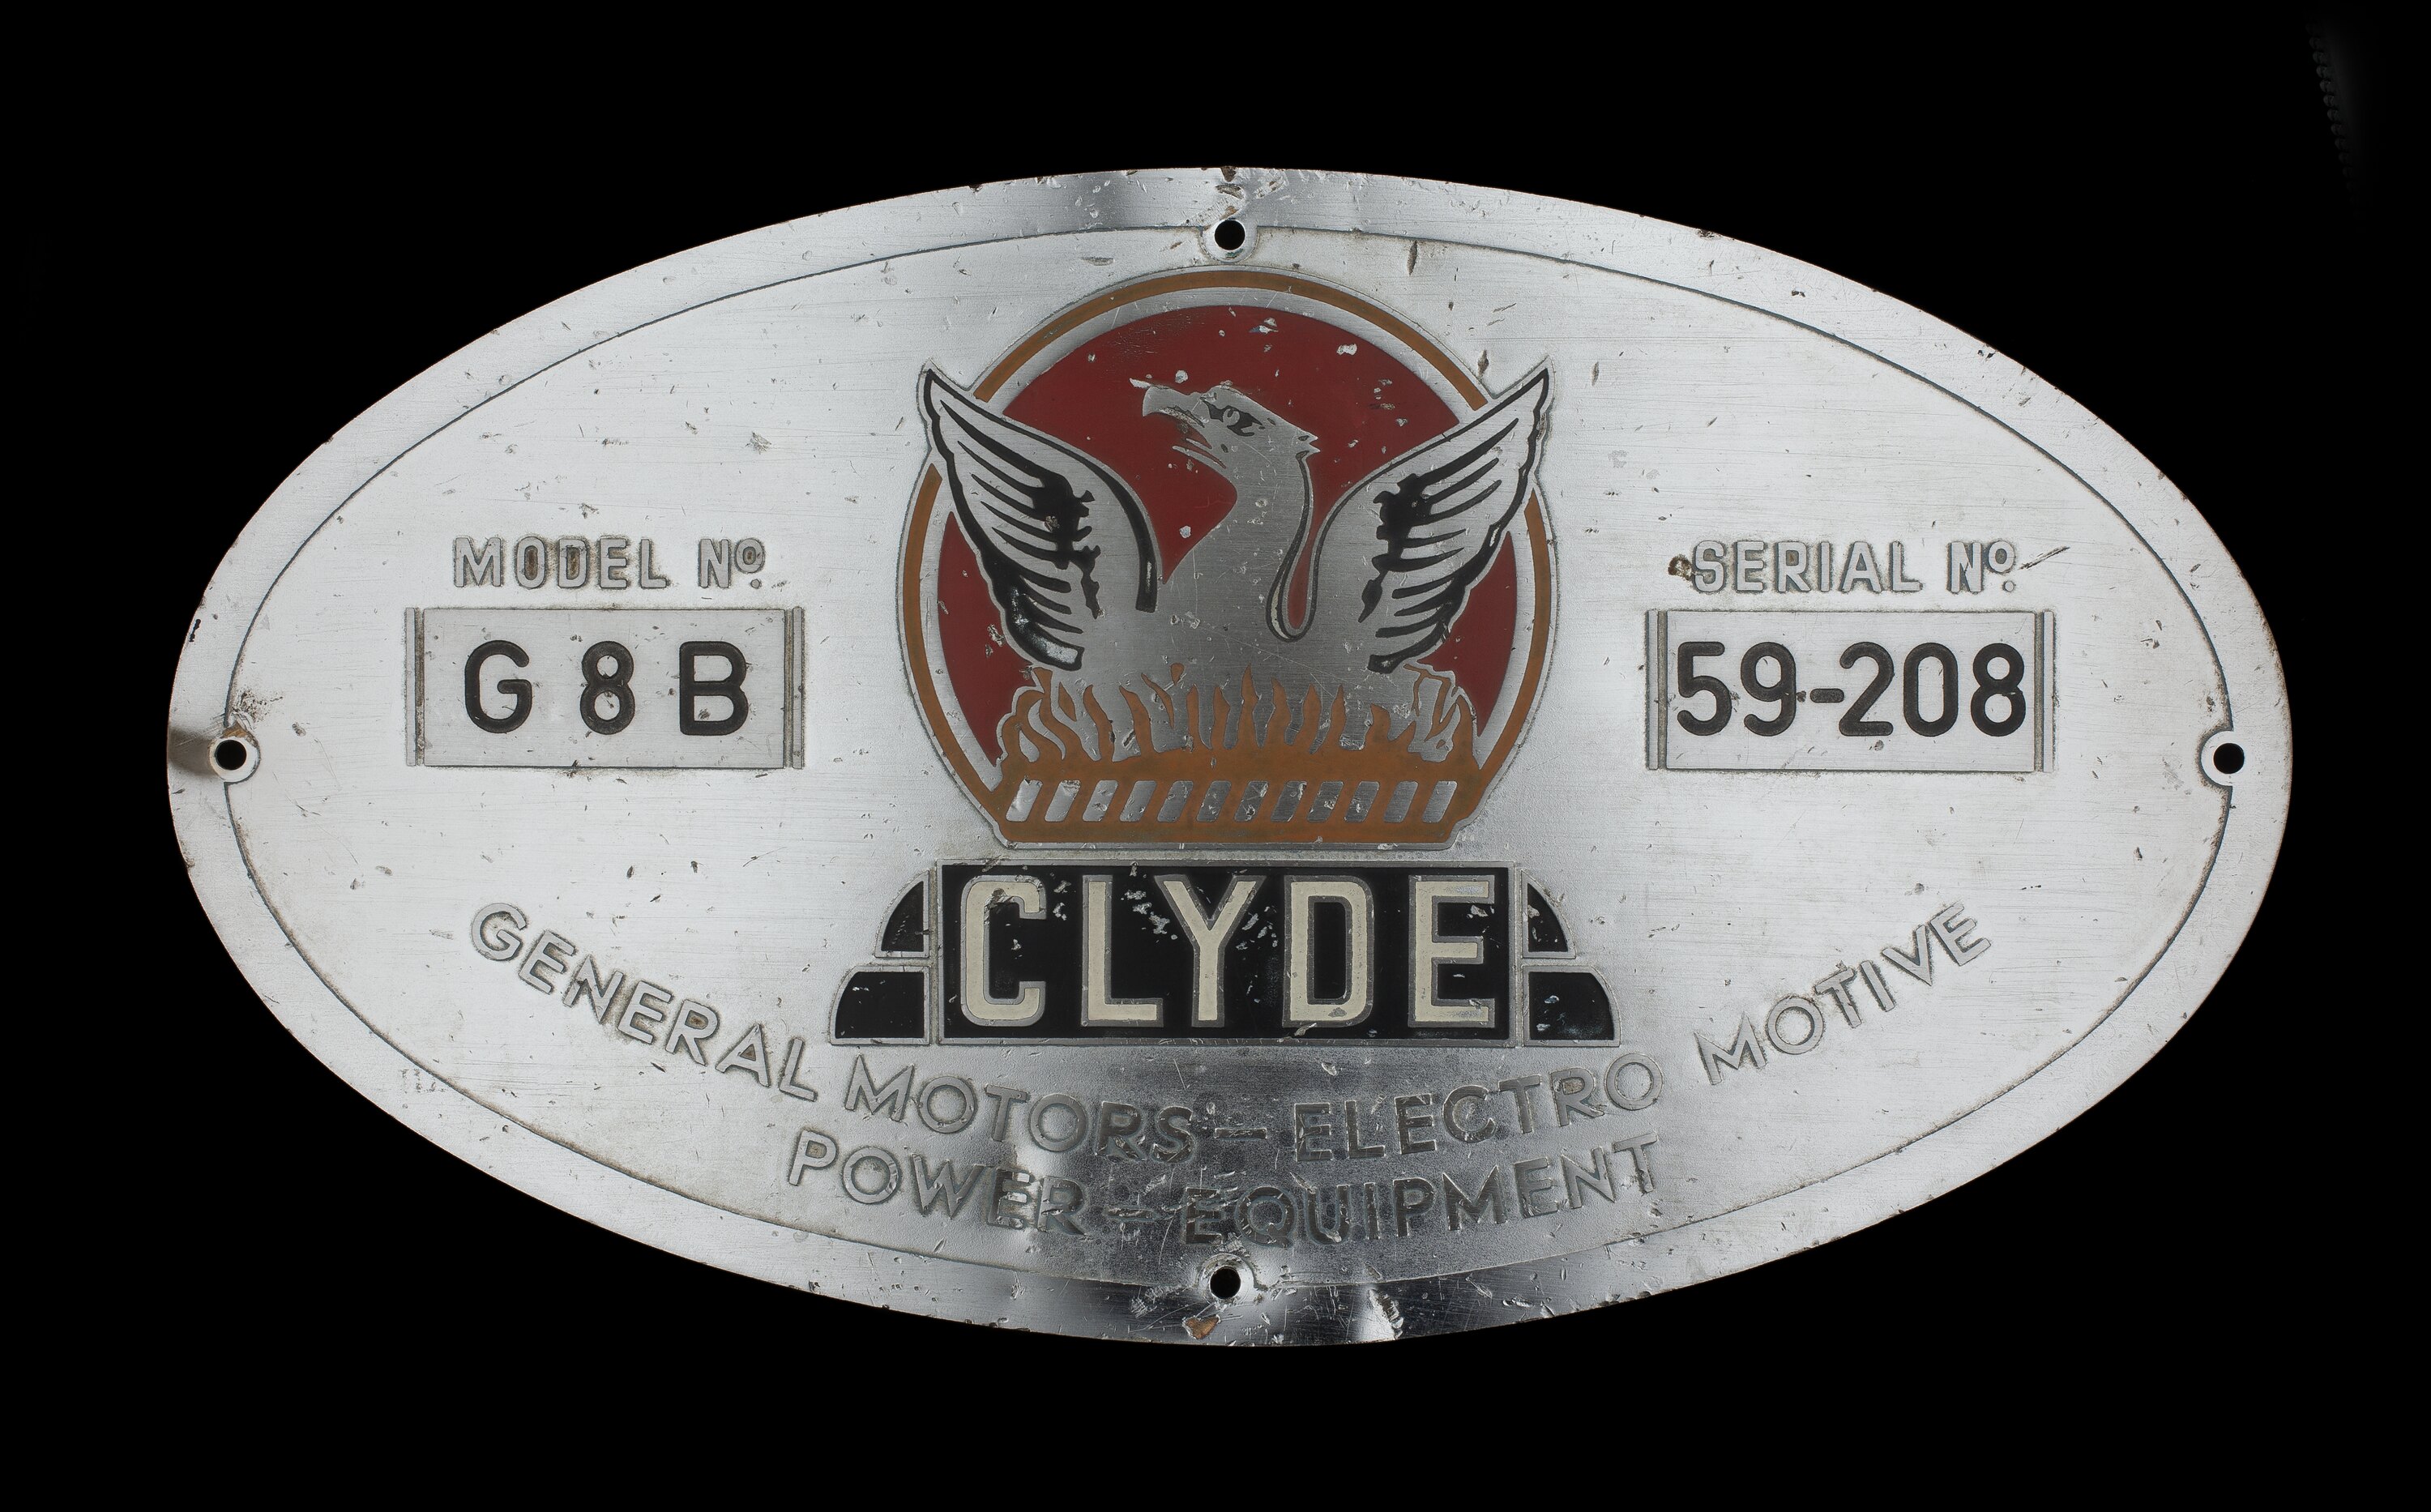 MODEL Nº.
G 8 B
SERIAL Nº.
59-208
CLYDE
GENERAL MOTORS – ELECTRO MOTIVE
POWER – EQUIPMENT